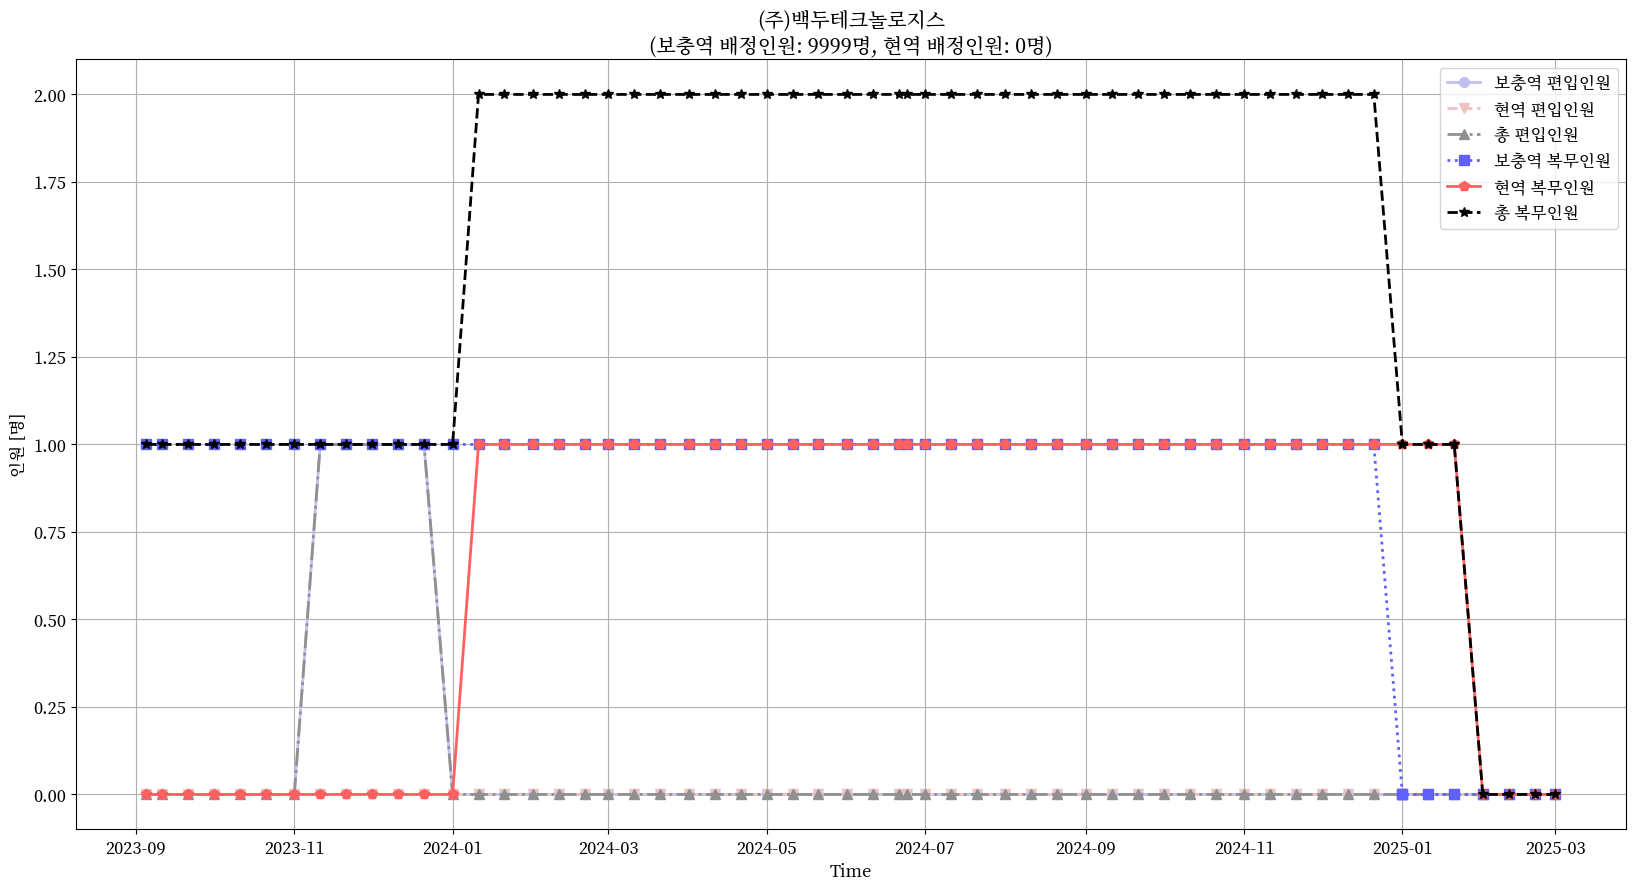 (주)백두테크놀로지스
(보충역 배정인원: 9999명, 현역 배정인원: 0명)
보충역 편입인원
현역 편입인원
총 편입인원
보충역 복무인원
현역 복무인원
총 복무인원
인원 [명]
2.00
1.75
1.50
1.25
1.00
0.75
0.50
0.25
0.00
2023-09 2023-11 2024-01 2024-03 2024-05 2024-07 2024-09 2024-11 2025-01 2025-03
Time